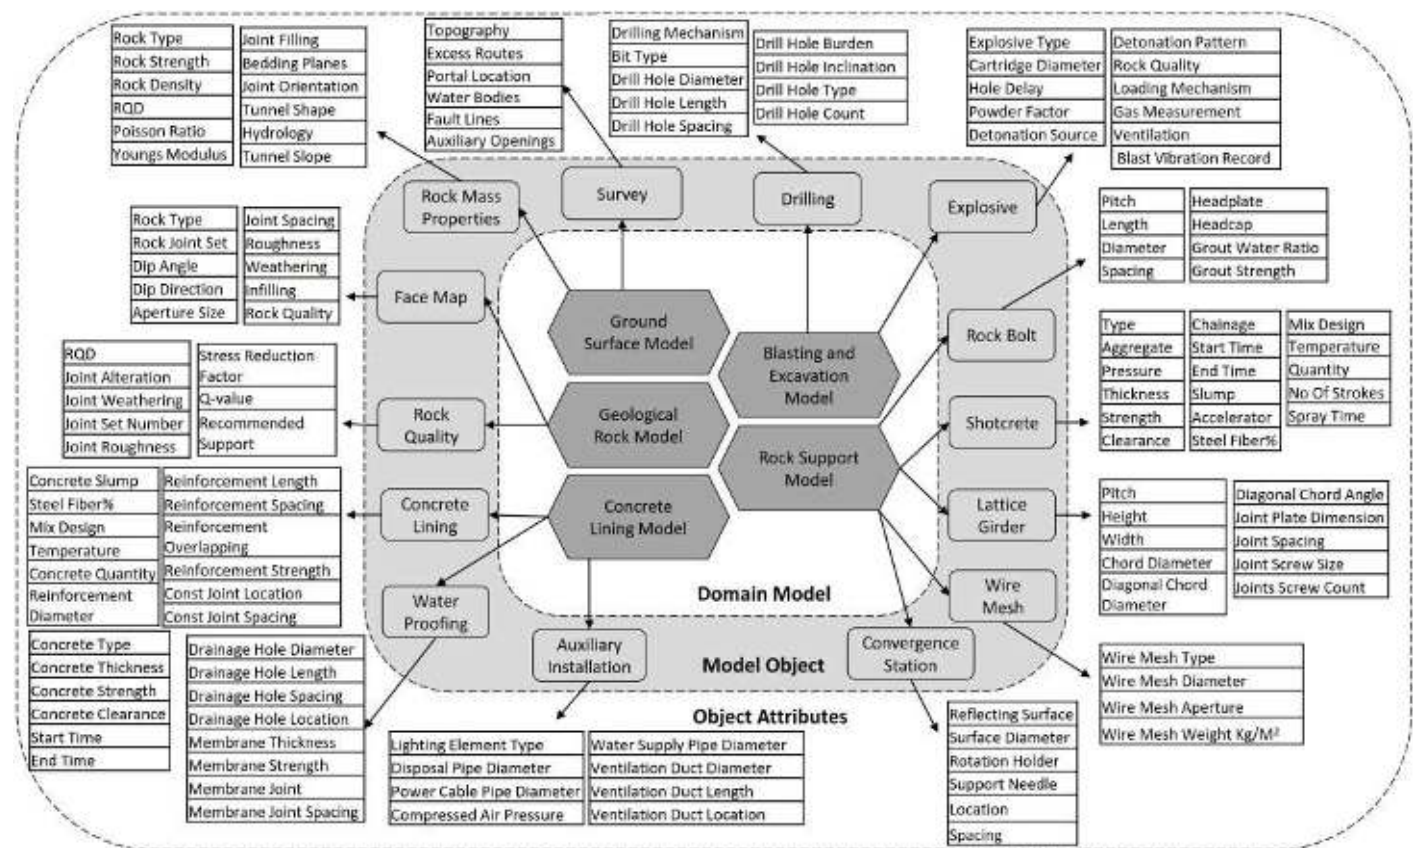 Rock Type
Rock Strength
Rock Density
RQD
Poisson Ratio
Youngs Modulus
Joint Filling
Bedding Planes
Joint Orientation
Tunnel Shape
Hydrology
Tunnel Slope
Topography
Excess Routes
Portal Location
Water Bodies
Fault Lines
Auxiliary Openings
Drilling Mechanism
Bit Type
Drill Hole Diameter
Drill Hole Length
Drill Hole Spacing
Drill Hole Burden
Drill Hole Inclination
Drill Hole Type
Drill Hole Count
Explosive Type
Cartridge Diameter
Hole Delay
Powder Factor
Detonation Source
Detonation Pattern
Rock Quality
Loading Mechanism
Gas Measurement
Ventilation
Blast Vibration Record
Rock Mass
Properties
Survey
Drilling
Explosive
Rock Type
Rock Joint Set
Dip Angle
Dip Direction
Aperture Size
Joint Spacing
Roughness
Weathering
Infilling
Rock Quality
Face Map
Ground
Surface Model
Blasting and
Excavation
Model
Rock Bolt
Pitch
Length
Diameter
Spacing
Headplate
Headcap
Grout Water Ratio
Grout Strength
RQD
Joint Alteration
Joint Weathering
Joint Set Number
Joint Roughness
Stress Reduction
Factor
Q-value
Recommended
Support
Rock
Quality
Geological
Rock Model
Rock Support
Model
Shotcrete
Type
Aggregate
Pressure
Thickness
Strength
Clearance
Chainage
Start Time
End Time
Slump
Accelerator
Steel Fiber%
Mix Design
Temperature
Quantity
No Of Strokes
Spray Time
Concrete Slump
Steel Fiber%
Mix Design
Temperature
Concrete Quantity
Reinforcement
Diameter
Reinforcement Length
Reinforcement Spacing
Reinforcement
Overlapping
Reinforcement Strength
Const Joint Location
Const Joint Spacing
Concrete
Lining
Concrete
Lining Model
Lattice
Girder
Pitch
Height
Width
Chord Diameter
Diagonal Chord
Diameter
Diagonal Chord Angle
Joint Plate Dimension
Joint Spacing
Joint Screw Size
Joints Screw Count
Water
Proofing
Domain Model
Wire
Mesh
Concrete Type
Concrete Thickness
Concrete Strength
Concrete Clearance
Start Time
End Time
Drainage Hole Diameter
Drainage Hole Length
Drainage Hole Spacing
Drainage Hole Location
Membrane Thickness
Membrane Strength
Membrane Joint
Membrane Joint Spacing
Auxiliary
Installation
Model Object
Convergence
Station
Wire Mesh Type
Wire Mesh Diameter
Wire Mesh Aperture
Wire Mesh Weight Kg/M²
Object Attributes
Lighting Element Type
Disposal Pipe Diameter
Power Cable Pipe Diameter
Compressed Air Pressure
Water Supply Pipe Diameter
Ventilation Duct Diameter
Ventilation Duct Length
Ventilation Duct Location
Reflecting Surface
Surface Diameter
Rotation Holder
Support Needle
Location
Spacing